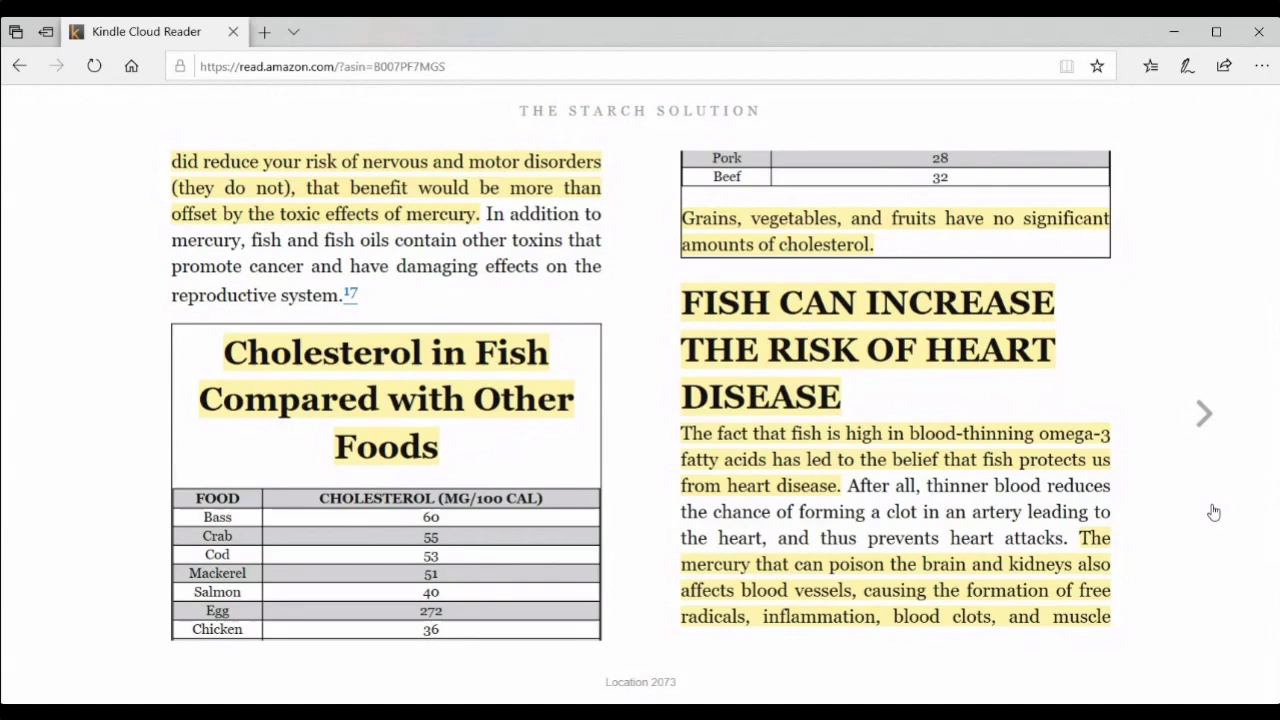 Kindle Cloud Reader
https://read.amazon.com/?asin=B007PF7MGS
THE STARCH SOLUTION
did reduce your risk of nervous and motor disorders
(they do not), that benefit would be more than
offset by the toxic effects of mercury. In addition to
mercury, fish and fish oils contain other toxins that
promote cancer and have damaging effects on the
reproductive system.17
Cholesterol in Fish
Compared with Other
Foods
FOOD CHOLESTEROL (MG/100 CAL)
Bass 60
Crab 55
Cod 53
Mackerel 51
Salmon 40
Egg 272
Chicken 36
Pork 28
Beef 32
Grains, vegetables, and fruits have no significant
amounts of cholesterol.
FISH CAN INCREASE
THE RISK OF HEART
DISEASE
The fact that fish is high in blood-thinning omega-3
fatty acids has led to the belief that fish protects us
from heart disease. After all, thinner blood reduces
the chance of forming a clot in an artery leading to
the heart, and thus prevents heart attacks. The
mercury that can poison the brain and kidneys also
affects blood vessels, causing the formation of free
radicals, inflammation, blood clots, and muscle
Location 2073